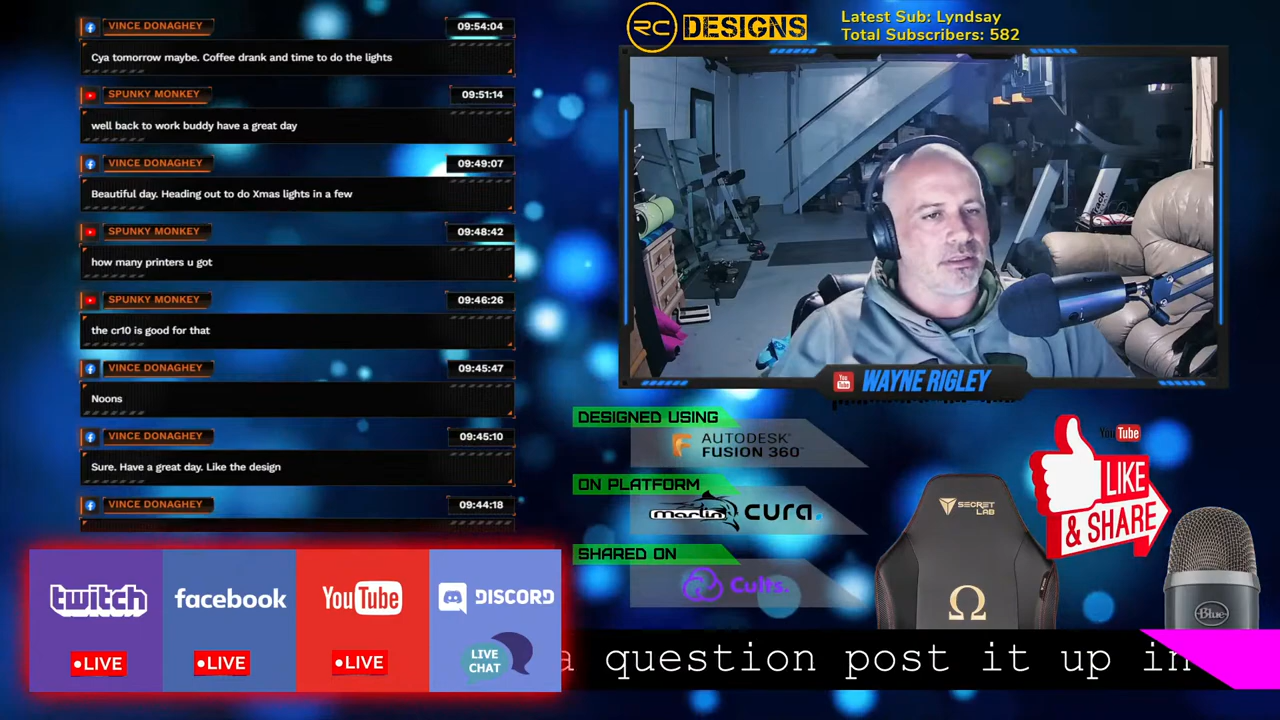 VINCE DONAGHEY
09:54:04
Cya tomorrow maybe. Coffee drank and time to do the lights
SPUNKY MONKEY
09:51:14
well back to work buddy have a great day
VINCE DONAGHEY
09:49:07
Beautiful day. Heading out to do Xmas lights in a few
SPUNKY MONKEY
09:48:42
how many printers u got
SPUNKY MONKEY
09:46:26
the cr10 is good for that
VINCE DONAGHEY
09:45:47
Noons
VINCE DONAGHEY
09:45:10
Sure. Have a great day. Like the design
VINCE DONAGHEY
09:44:18
twitch
LIVE
facebook
LIVE
YouTube
LIVE
DISCORD
LIVE
CHAT
RC
DESIGNS
Latest Sub: Lyndsay
Total Subscribers: 582
You Tube
WAYNE RIGLEY
DESIGNED USING
AUTODESK
FUSION 360
ON PLATFORM
marlin
cura.
SHARED ON
Cults.
SECRET
LAB
YouTube
LIKE
& SHARE
Blue
a question post it up in